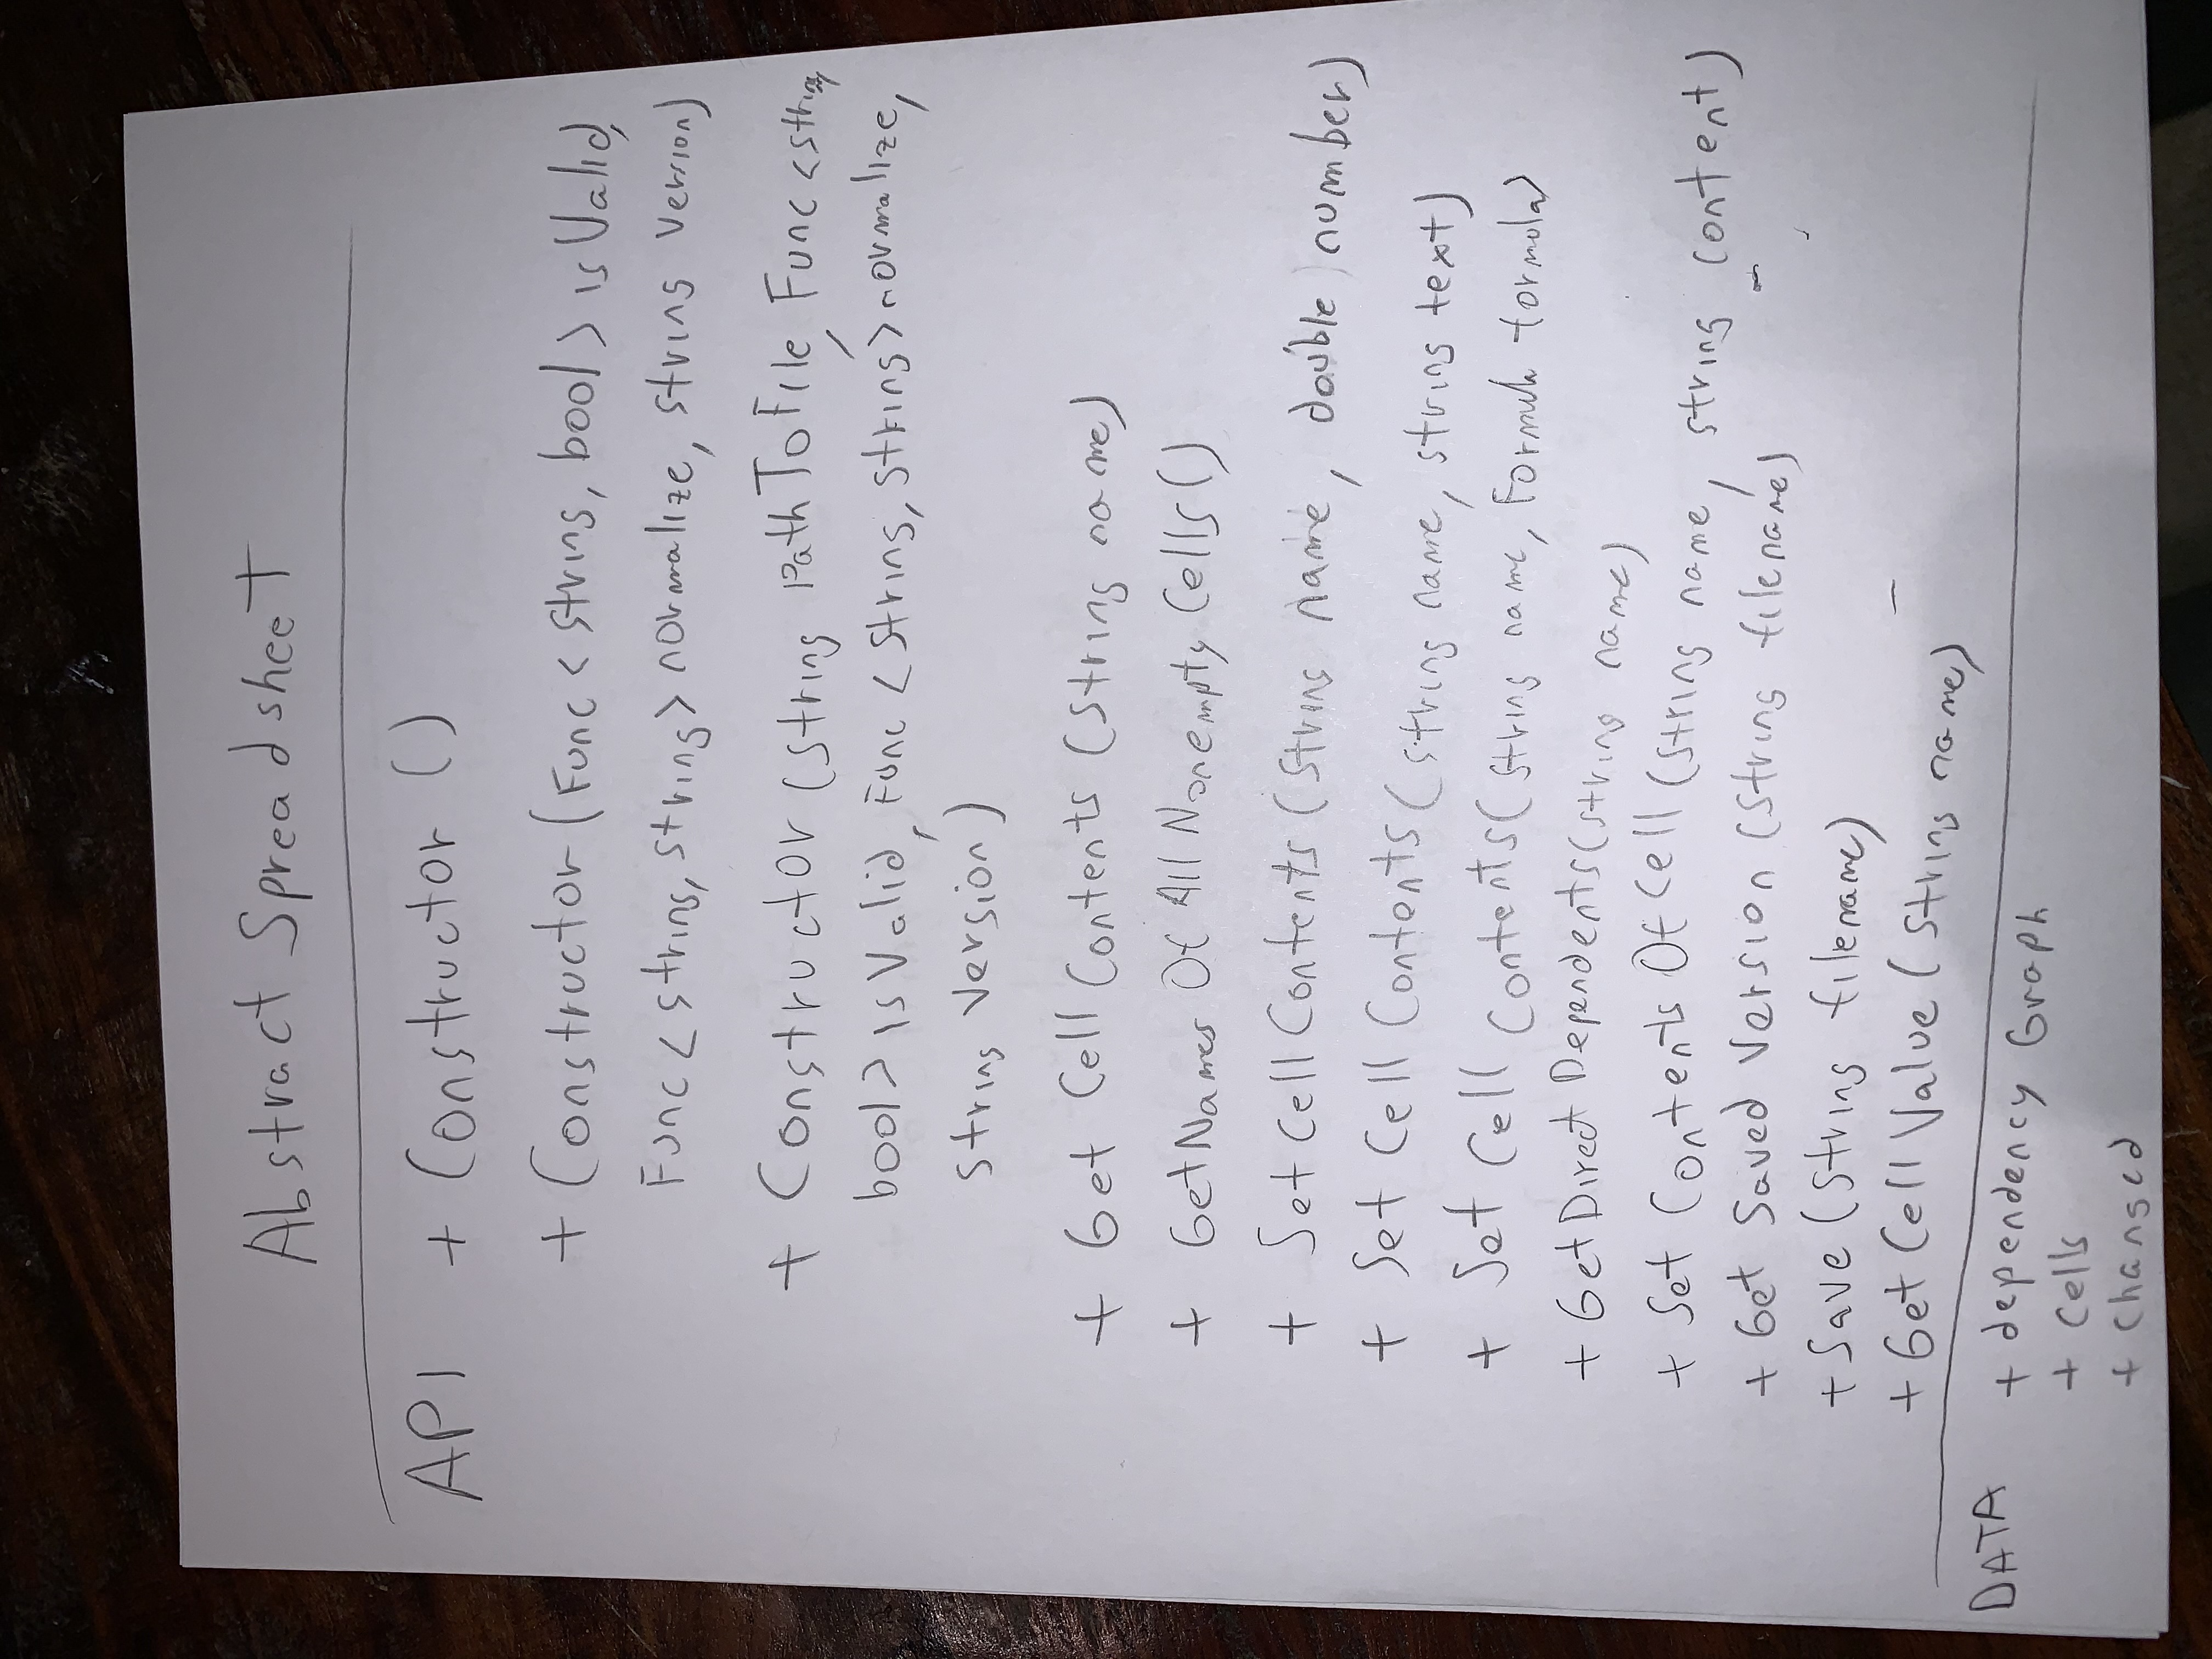 Abstract Spreadsheet
API + Constructor ()
+ Constructor (Func < string, bool > isValid,
Func < string, string > normalize, string version)
+ Constructor (string PathToFile, Func < string,
bool > isValid, Func < string, string > normalize,
string version)
+ Get Cell Contents (string name)
+ GetNames Of All Nonempty Cells ()
+ Set Cell Contents (string name, double number)
+ Set Cell Contents (string name, string text)
+ Set Cell Contents (string name, Formula formula)
+ GetDirect Dependents (string name)
+ Set Contents Of Cell (string name, string content)
+ Get Saved Version (string filename)
+ Save (string filename)
+ Get Cell Value (string name)
DATA + dependency Graph
+ Cells
+ Changed